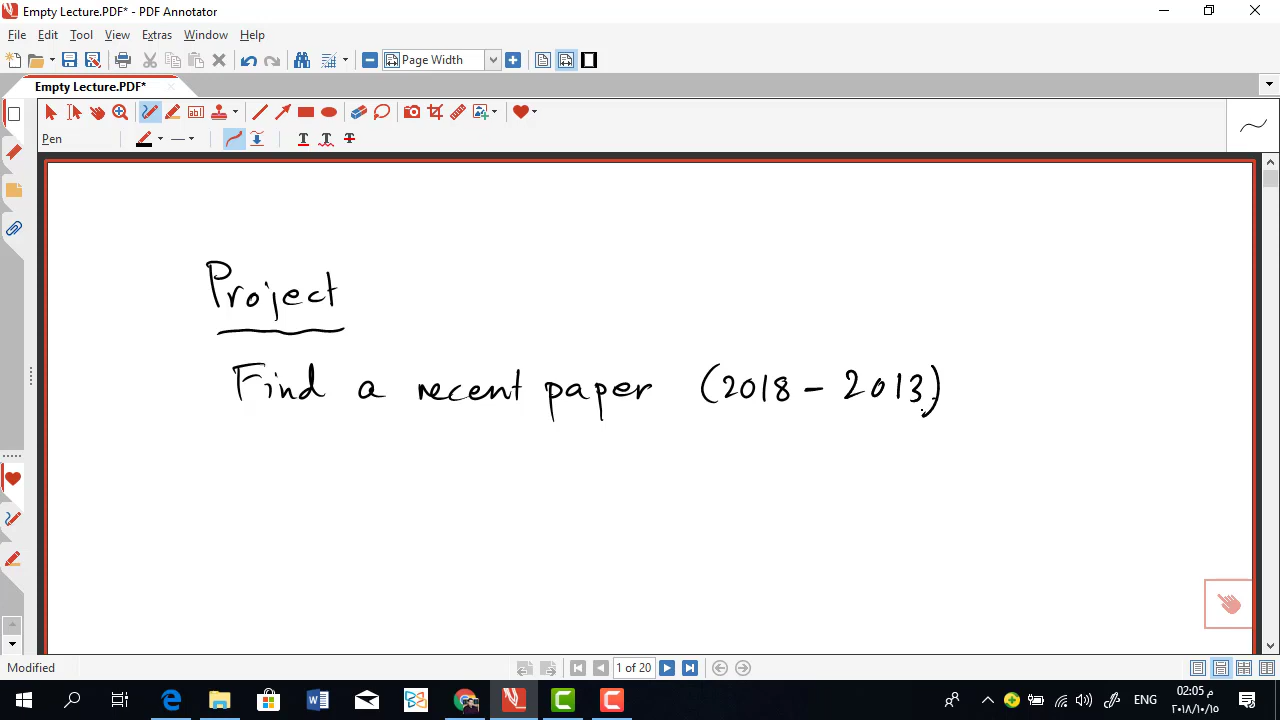 Empty Lecture.PDF* - PDF Annotator
File Edit Tool View Extras Window Help
Page Width
Empty Lecture.PDF*
Pen
Project
Find a recent paper (2018 - 2013)
Modified
1 of 20
ENG
02:05 م
٢٠١٨/١٠/١٥